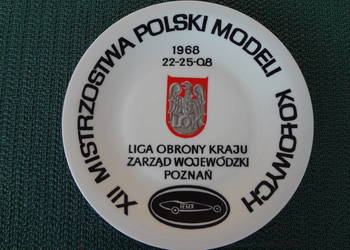 XII MISTRZOSTWA POLSKI MODELI KOŁOWYCH
1968
22-25-08
LOK
LIGA OBRONY KRAJU
ZARZĄD WOJEWÓDZKI
POZNAŃ